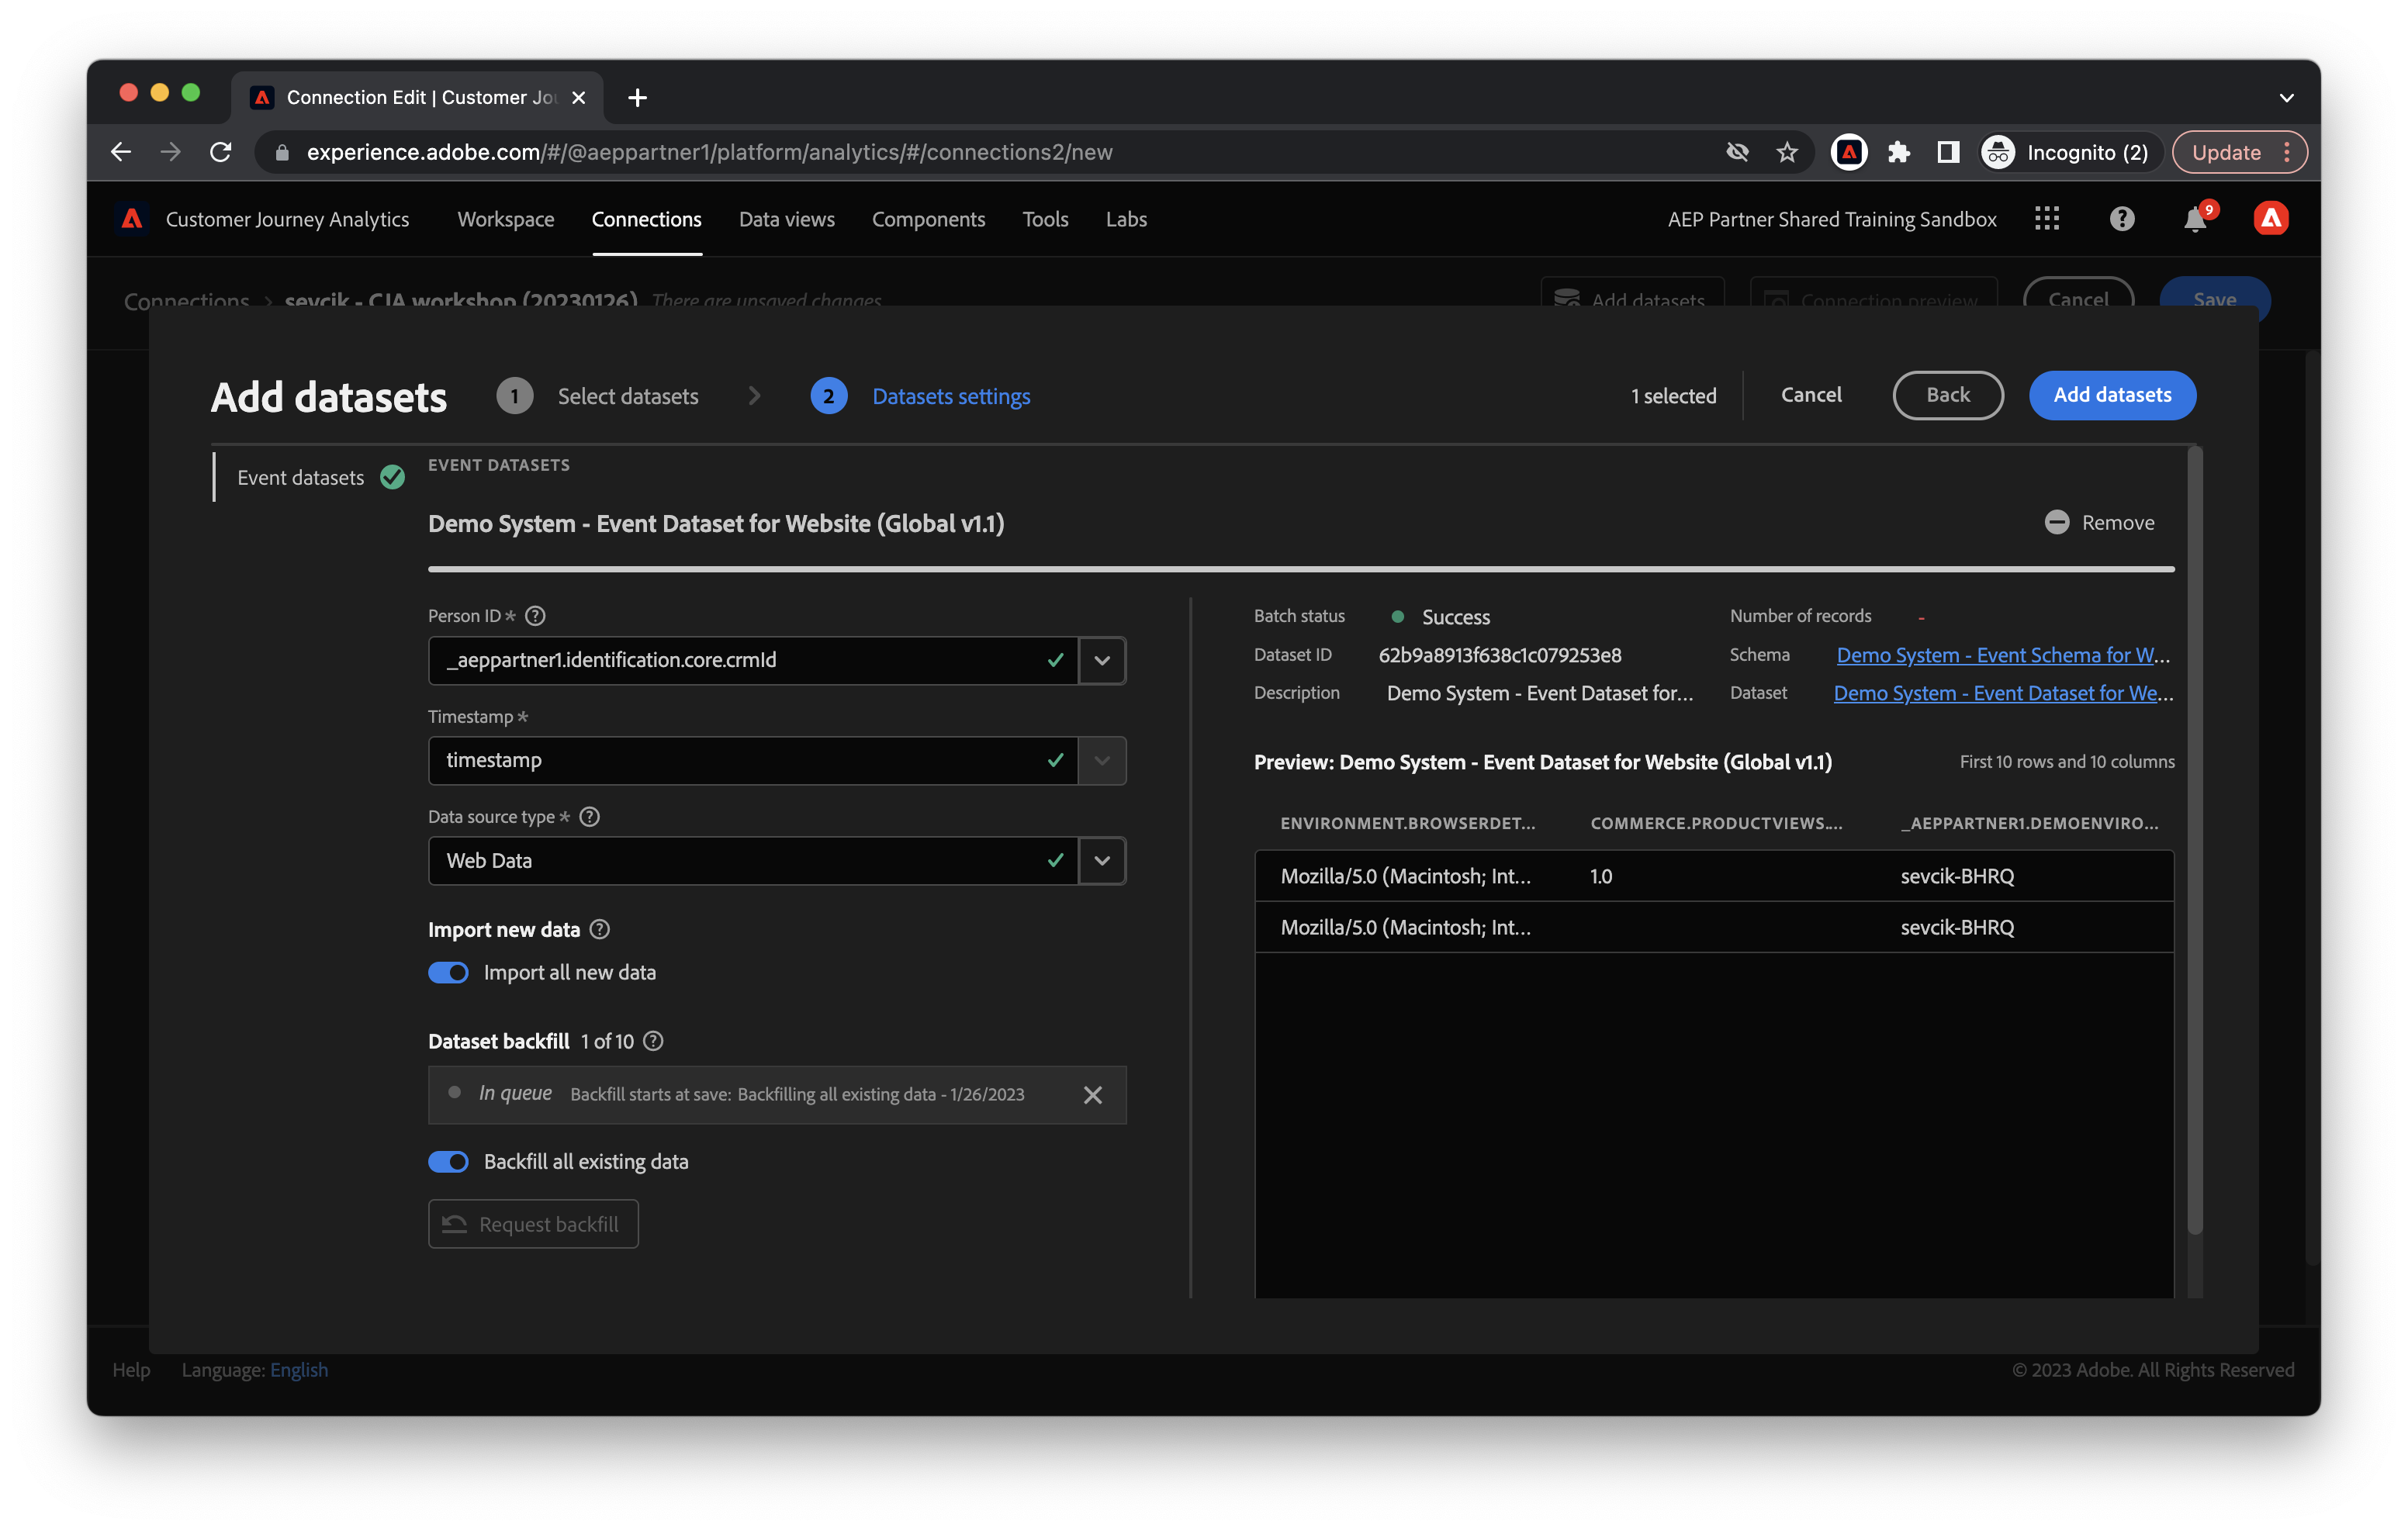 Connection Edit | Customer Jou
experience.adobe.com/#/@aeppartner1/platform/analytics/#/connections2/new
Incognito (2)
Update
Customer Journey Analytics
Workspace
Connections
Data views
Components
Tools
Labs
AEP Partner Shared Training Sandbox
9
Connections > sevcik - CJA workshop (20230126) There are unsaved changes
Add datasets
Connection preview
Cancel
Save
Add datasets
1 Select datasets
2 Datasets settings
1 selected
Cancel
Back
Add datasets
Event datasets
EVENT DATASETS
Demo System - Event Dataset for Website (Global v1.1)
Remove
Person ID *
_aeppartner1.identification.core.crmId
Timestamp *
timestamp
Data source type *
Web Data
Import new data
Import all new data
Dataset backfill 1 of 10
In queue Backfill starts at save: Backfilling all existing data - 1/26/2023
Backfill all existing data
Request backfill
Batch status Success
Number of records -
Dataset ID 62b9a8913f638c1c079253e8
Schema Demo System - Event Schema for W...
Description Demo System - Event Dataset for...
Dataset Demo System - Event Dataset for We...
Preview: Demo System - Event Dataset for Website (Global v1.1)
First 10 rows and 10 columns
ENVIRONMENT.BROWSERDET... COMMERCE.PRODUCTVIEWS.... _AEPPARTNER1.DEMOENVIRO...
Mozilla/5.0 (Macintosh; Int... 1.0 sevcik-BHRQ
Mozilla/5.0 (Macintosh; Int... sevcik-BHRQ
Help
Language: English
© 2023 Adobe. All Rights Reserved